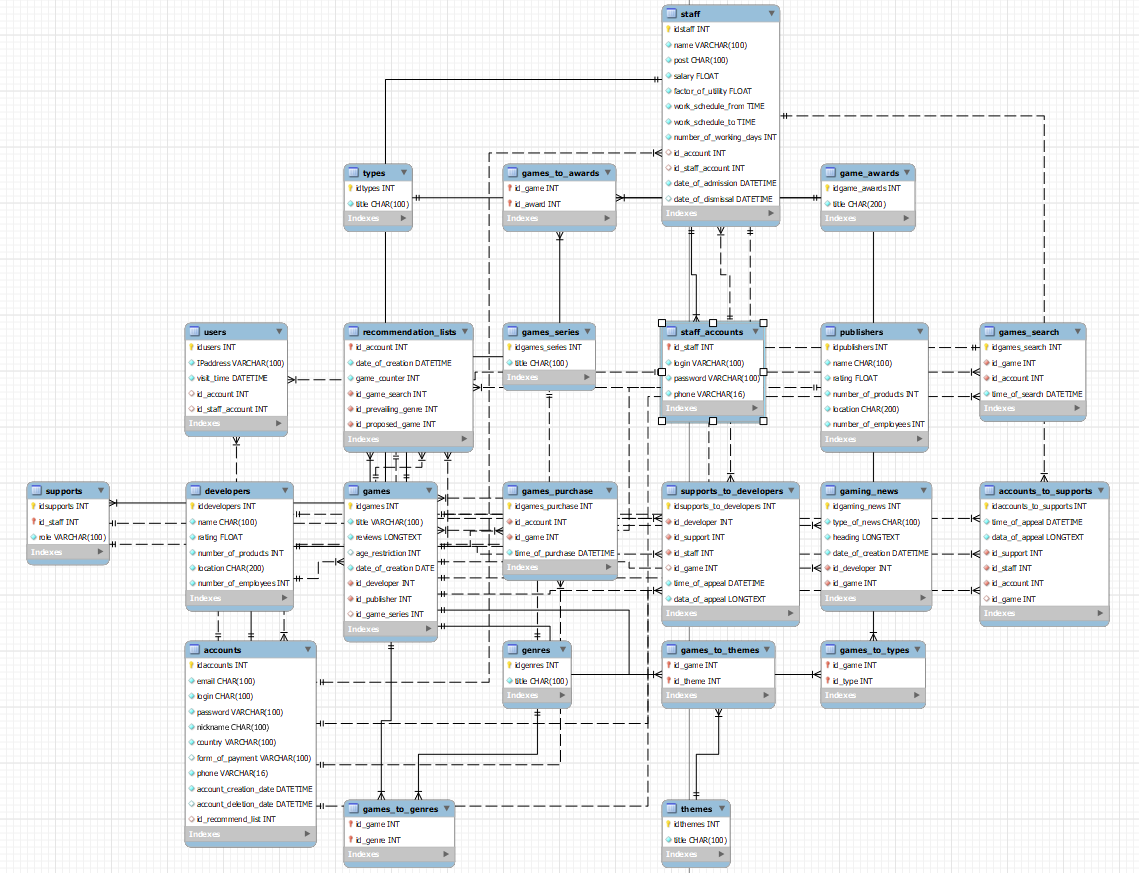 staff
idstaff INT
name VARCHAR(100)
post CHAR(100)
salary FLOAT
factor_of_utility FLOAT
work_schedule_from TIME
work_schedule_to TIME
number_of_working_days INT
id_account INT
id_staff_account INT
date_of_admission DATETIME
date_of_dismissal DATETIME
Indexes
types
idtypes INT
title CHAR(100)
Indexes
games_to_awards
id_game INT
id_award INT
Indexes
game_awards
idgame_awards INT
title CHAR(200)
Indexes
users
idusers INT
IPaddress VARCHAR(100)
visit_time DATETIME
id_account INT
id_staff_account INT
Indexes
recommendation_lists
id_account INT
date_of_creation DATETIME
game_counter INT
id_game_search INT
id_prevailing_genre INT
id_proposed_game INT
Indexes
games_series
idgames_series INT
title CHAR(100)
Indexes
staff_accounts
id_staff INT
login VARCHAR(100)
password VARCHAR(100)
phone VARCHAR(16)
Indexes
publishers
idpublishers INT
name CHAR(100)
rating FLOAT
number_of_products INT
location CHAR(200)
number_of_employees INT
Indexes
games_search
idgames_search INT
id_game INT
id_account INT
time_of_search DATETIME
Indexes
supports
idsupports INT
id_staff INT
role VARCHAR(100)
Indexes
developers
iddevelopers INT
name CHAR(100)
rating FLOAT
number_of_products INT
location CHAR(200)
number_of_employees INT
Indexes
games
idgames INT
title VARCHAR(100)
reviews LONGTEXT
age_restriction INT
date_of_creation DATE
id_developer INT
id_publisher INT
id_game_series INT
Indexes
games_purchase
idgames_purchase INT
id_account INT
id_game INT
time_of_purchase DATETIME
Indexes
supports_to_developers
idsupports_to_developers INT
id_developer INT
id_support INT
id_staff INT
id_game INT
time_of_appeal DATETIME
data_of_appeal LONGTEXT
Indexes
gaming_news
idgaming_news INT
type_of_news CHAR(100)
heading LONGTEXT
date_of_creation DATETIME
id_developer INT
id_game INT
Indexes
accounts_to_supports
idaccounts_to_supports INT
time_of_appeal DATETIME
data_of_appeal LONGTEXT
id_support INT
id_staff INT
id_account INT
id_game INT
Indexes
accounts
idaccounts INT
email CHAR(100)
login CHAR(100)
password VARCHAR(100)
nickname CHAR(100)
country VARCHAR(100)
form_of_payment VARCHAR(100)
phone VARCHAR(16)
account_creation_date DATETIME
account_deletion_date DATETIME
id_recommend_list INT
Indexes
genres
idgenres INT
title CHAR(100)
Indexes
games_to_themes
id_game INT
id_theme INT
Indexes
games_to_types
id_game INT
id_type INT
Indexes
games_to_genres
id_game INT
id_genre INT
Indexes
themes
idthemes INT
title CHAR(100)
Indexes